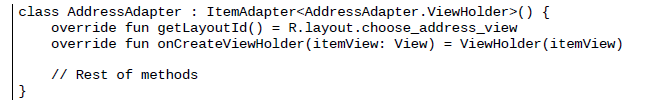 class AddressAdapter : ItemAdapter<AddressAdapter.ViewHolder>() {
    override fun getLayoutId() = R.layout.choose_address_view
    override fun onCreateViewHolder(itemView: View) = ViewHolder(itemView)

    // Rest of methods
}